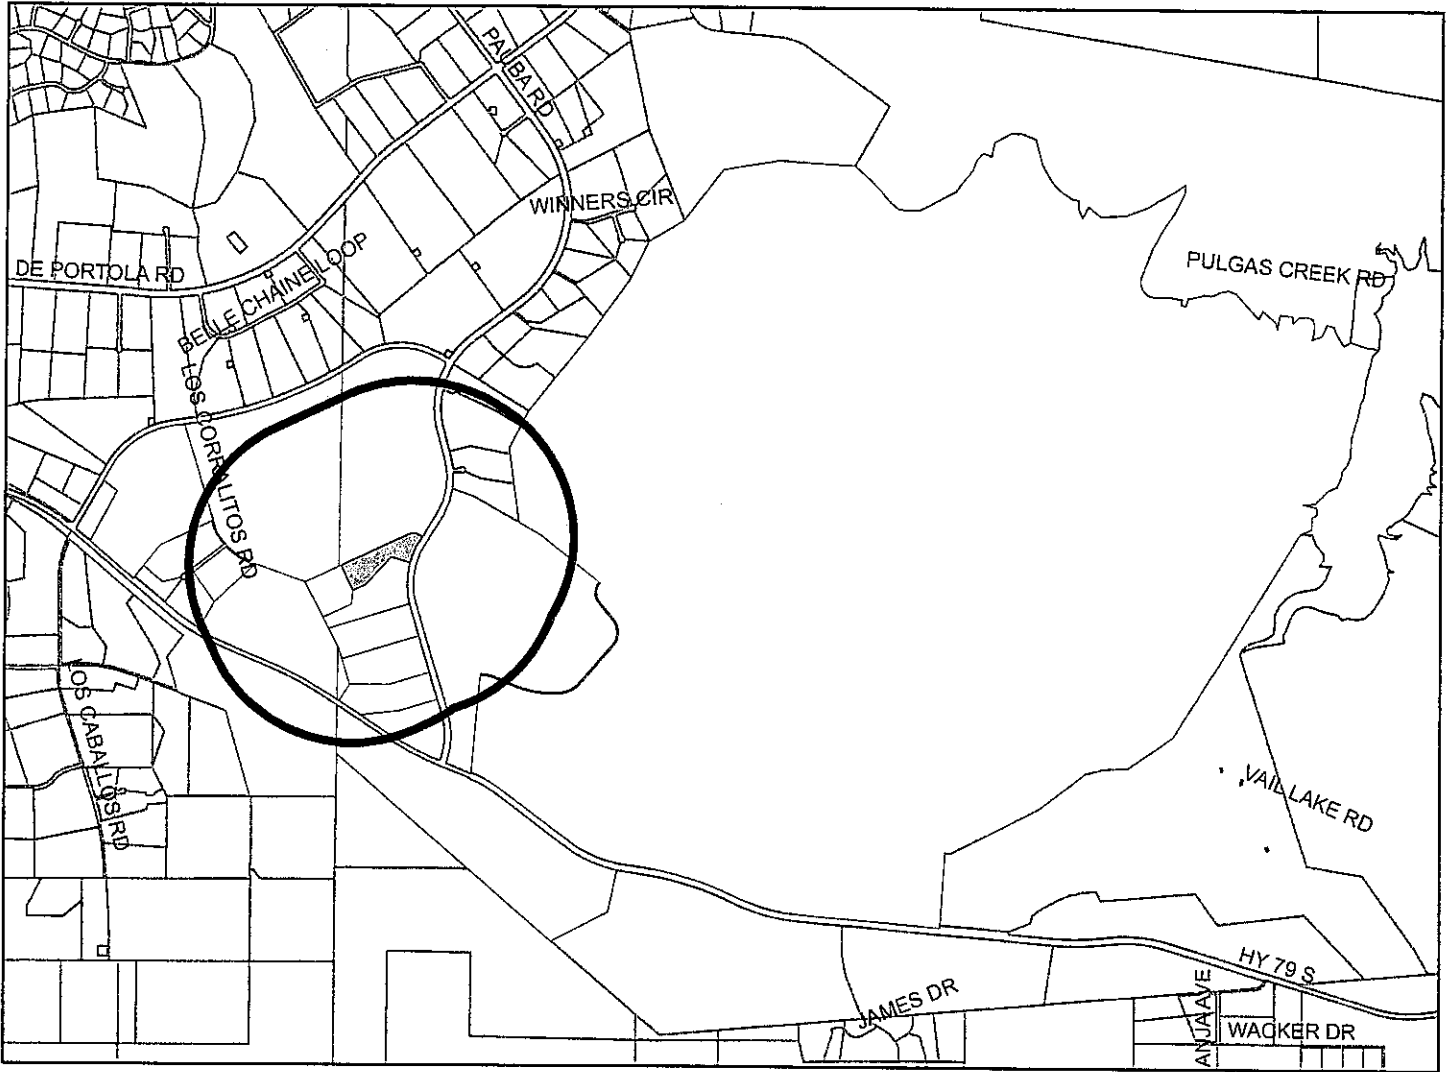 PAUBA RD
WINNERS CIR
DE PORTOLA RD
BELLE CHAINE LOOP
PULGAS CREEK RD
LOS CORRALITOS RD
LOS CABALLOS RD
VAIL LAKE RD
HY 79 S
JAMES DR
ANJA AVE
WACKER DR